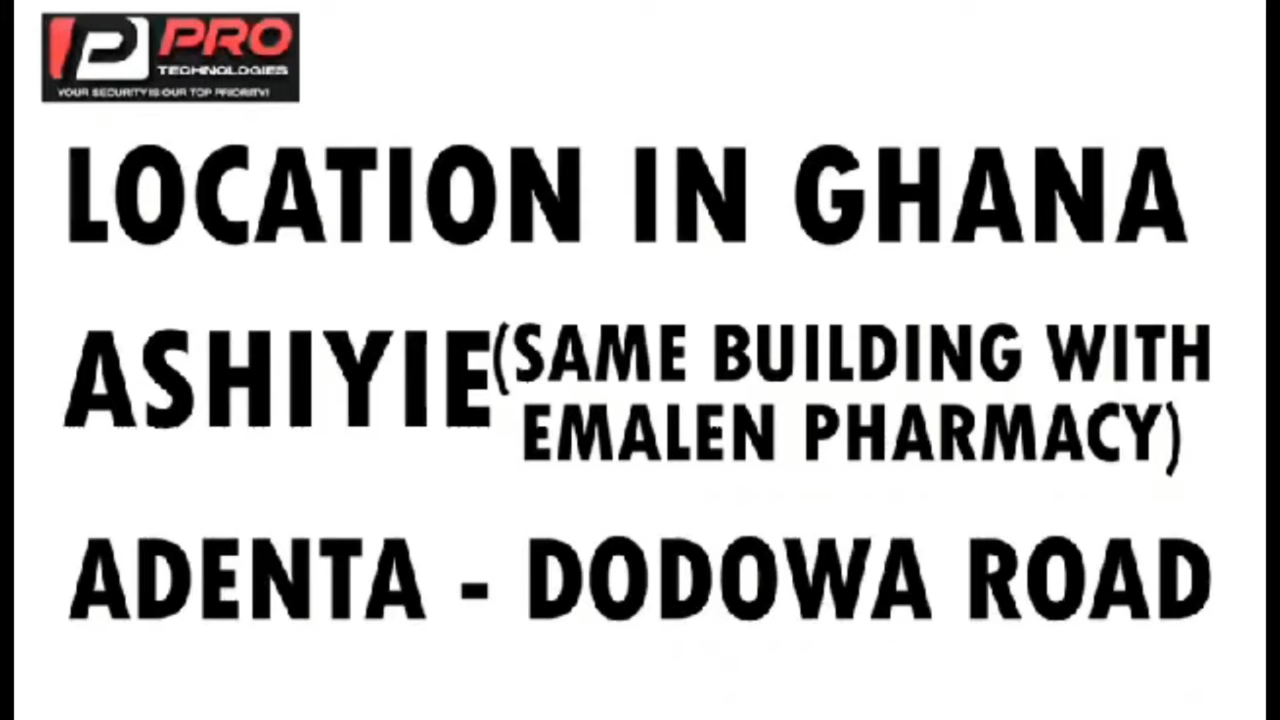 PRO
TECHNOLOGIES
YOUR SECURITY IS OUR TOP PRIORITY!
LOCATION IN GHANA
ASHIYIE (SAME BUILDING WITH
EMALEN PHARMACY)
ADENTA - DODOWA ROAD